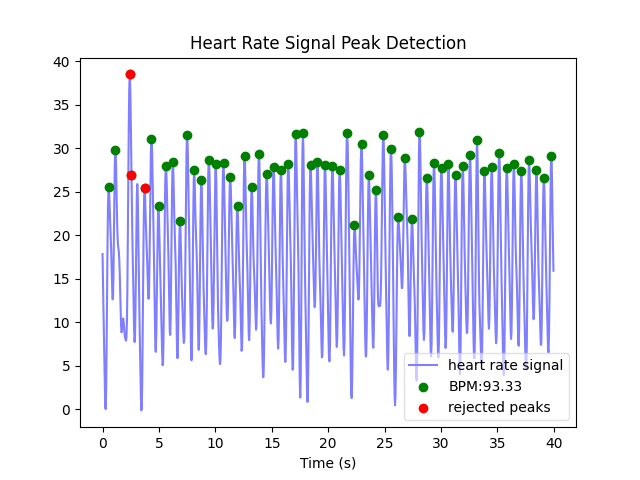 Heart Rate Signal Peak Detection
40
35
30
25
20
15
10
5
0
heart rate signal
BPM:93.33
rejected peaks
0 5 10 15 20 25 30 35 40
Time (s)